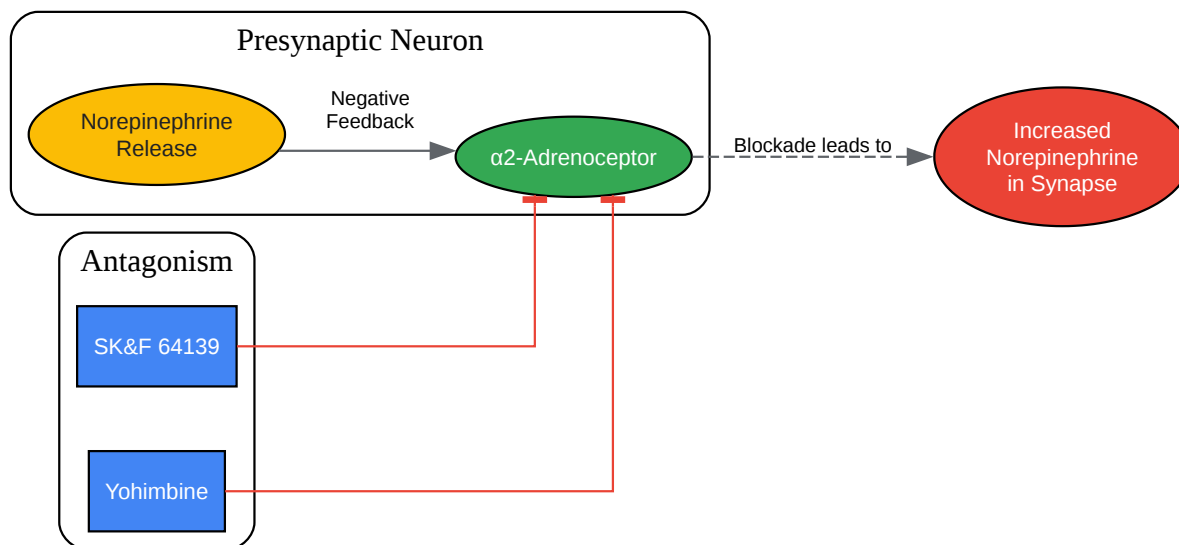 Presynaptic Neuron
Norepinephrine
Release
Negative
Feedback
α2-Adrenoceptor
Blockade leads to
Increased
Norepinephrine
in Synapse
Antagonism
SK&F 64139
Yohimbine